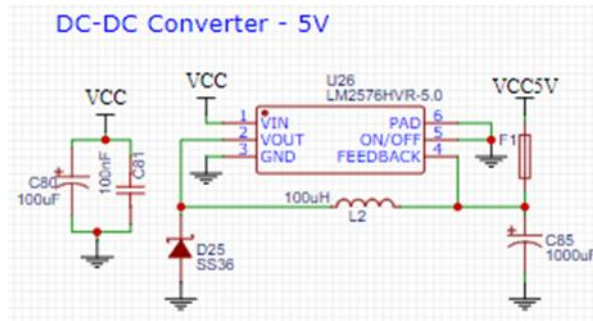 DC-DC Converter - 5V
VCC
C80
100uF
100nF
C81
VCC
U26
LM2576HVR-5.0
1 VIN
2 VOUT
3 GND
PAD 6
ON/OFF 5
FEEDBACK 4
VCC5V
F1
100uH
L2
D25
SS36
C85
1000uF